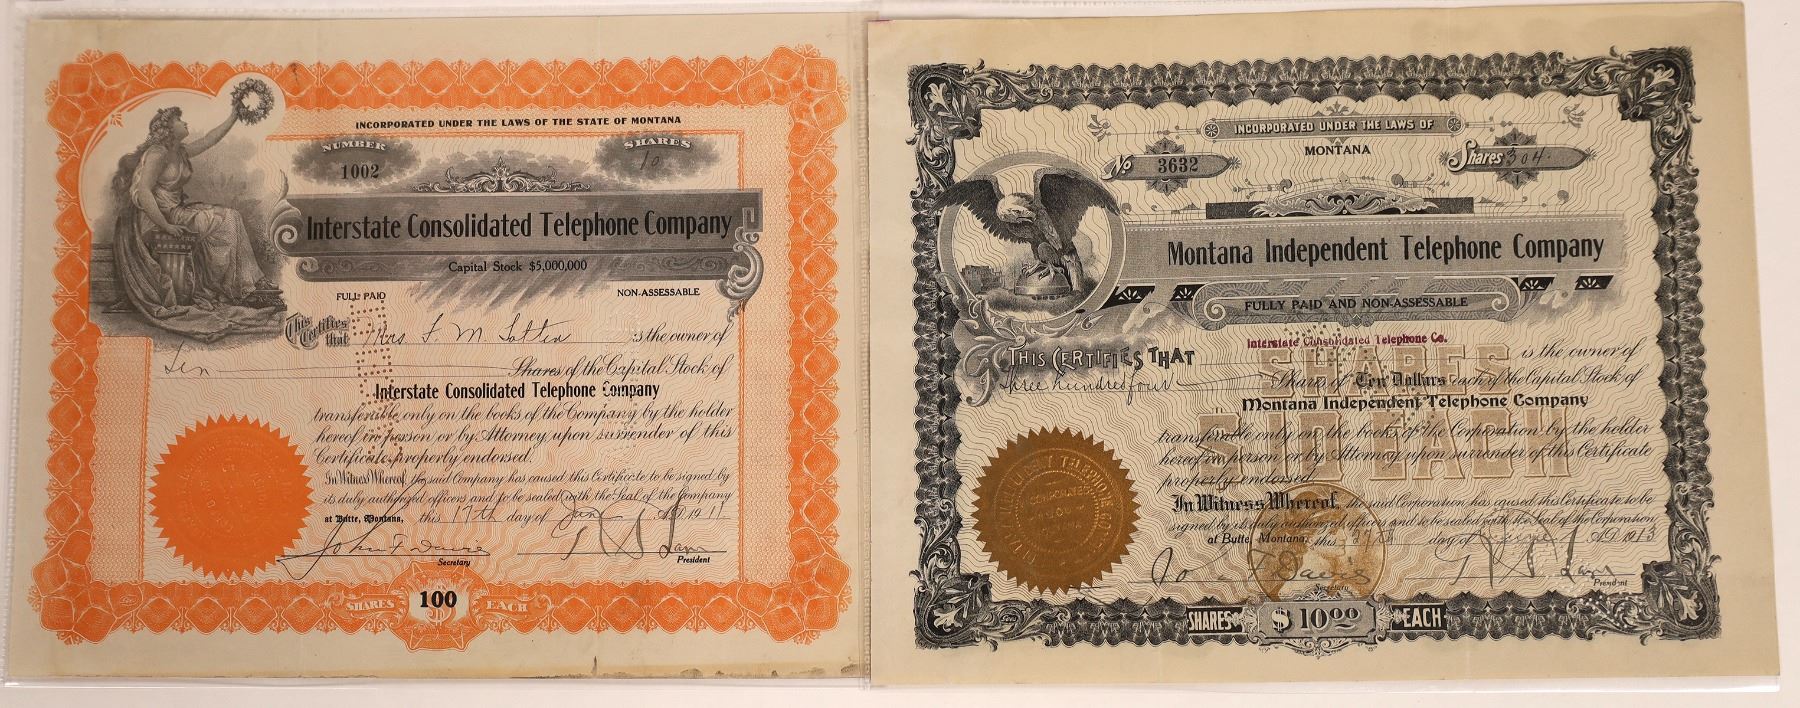 INCORPORATED UNDER THE LAWS OF THE STATE OF MONTANA
NUMBER
1002
SHARES
10
Interstate Consolidated Telephone Company
Capital Stock $5,000,000
FULL PAID
NON-ASSESSABLE
This Certifies that Mrs F. M. is the owner of
Ten Shares of the Capital Stock of
Interstate Consolidated Telephone Company
transferable only on the books of the Company by the holder
hereof in person or by Attorney upon surrender of this
Certificate properly endorsed.
In Witness Whereof, the said Company has caused this Certificate to be signed by
its duly authorized officers and to be sealed with the Seal of the Company
at Butte, Montana, this 17th day of June A.D. 1911
John F Davis
Secretary
President
SHARES $100 EACH
INCORPORATED UNDER THE LAWS OF
MONTANA
No. 3632
Shares 304.
Montana Independent Telephone Company
FULLY PAID AND NON-ASSESSABLE
THIS CERTIFIES THAT Interstate Consolidated Telephone Co. is the owner of
Three hundred four Shares of Ten Dollars each of the Capital Stock of
Montana Independent Telephone Company
SHARES
$10 EACH
transferable only on the books of the Corporation by the holder
hereof in person or by Attorney upon surrender of this Certificate
properly endorsed.
In Witness Whereof, the said Corporation has caused this Certificate to be
signed by its duly authorized officers and to be sealed with the Seal of the Corporation
at Butte, Montana, this 27th day of June A.D. 1913
John F Davis
Secretary
President
SHARES $10.00 EACH